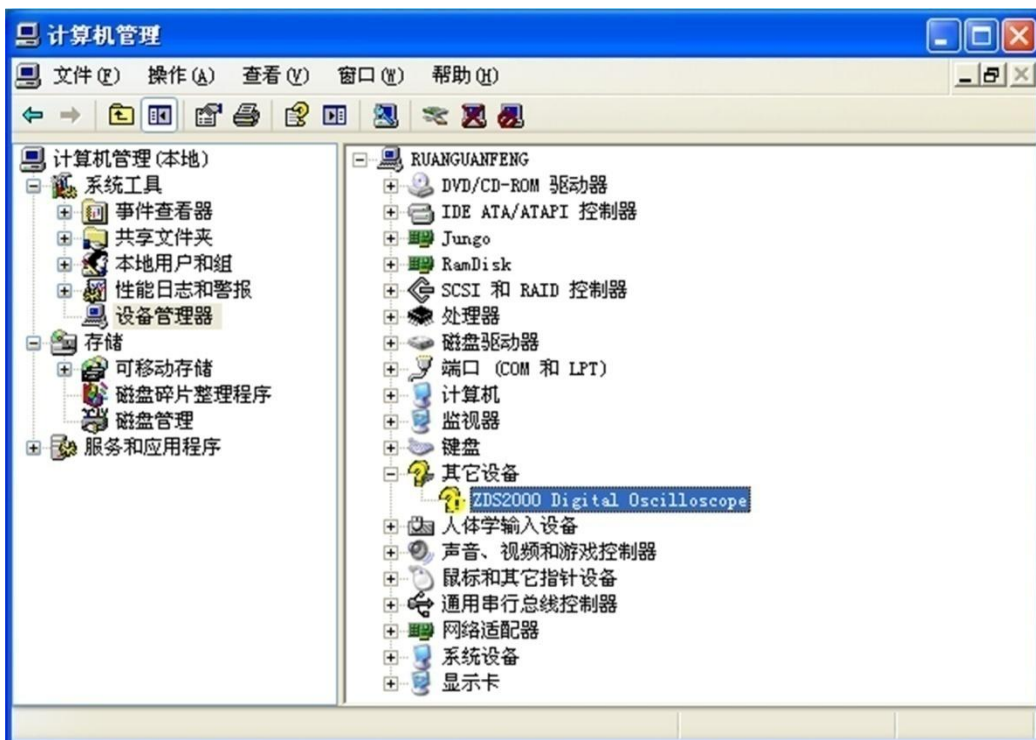 计算机管理
文件(F) 操作(A) 查看(V) 窗口(W) 帮助(H)
计算机管理(本地)
系统工具
事件查看器
共享文件夹
本地用户和组
性能日志和警报
设备管理器
存储
可移动存储
磁盘碎片整理程序
磁盘管理
服务和应用程序
RUANGUANFENG
DVD/CD-ROM 驱动器
IDE ATA/ATAPI 控制器
Jungo
RamDisk
SCSI 和 RAID 控制器
处理器
磁盘驱动器
端口 (COM 和 LPT)
计算机
监视器
键盘
其它设备
ZDS2000 Digital Oscilloscope
人体学输入设备
声音、视频和游戏控制器
鼠标和其它指针设备
通用串行总线控制器
网络适配器
系统设备
显示卡